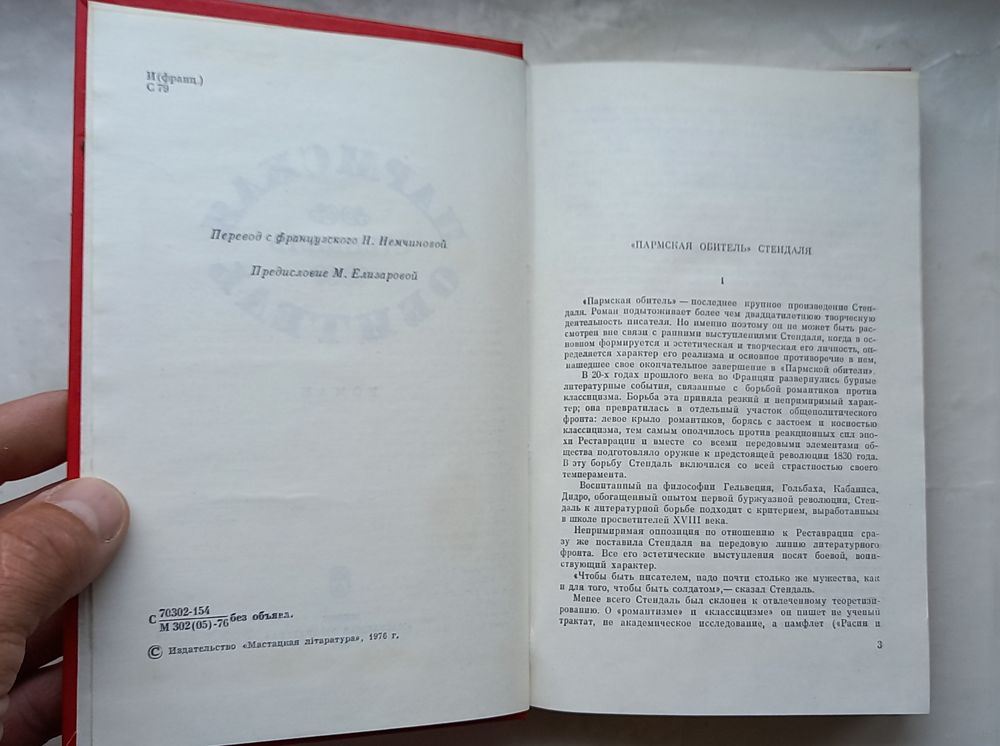 И(франц.)
С 79
Перевод с французского Н. Немчиновой
Предисловие М. Елизаровой
С 70302-154
М 302(05)-76 без объявл.
© Издательство «Мастацкая літаратура», 1976 г.
«ПАРМСКАЯ ОБИТЕЛЬ» СТЕНДАЛЯ
I
«Пармская обитель» — последнее крупное произведение Стен-
даля. Роман подытоживает более чем двадцатилетнюю творческую
деятельность писателя. Но именно поэтому он не может быть рас-
смотрен вне связи с ранними выступлениями Стендаля, когда в ос-
новном формируется и эстетическая и творческая его личность, оп-
ределяется характер его реализма и основное противоречие в нем,
нашедшее свое окончательное завершение в «Пармской обители».
В 20-х годах прошлого века во Франции развернулись бурные
литературные события, связанные с борьбой романтиков против
классицизма. Борьба эта приняла резкий и непримиримый харак-
тер; она превратилась в отдельный участок общеполитического
фронта: левое крыло романтиков, борясь с застоем и косностью
классицизма, тем самым ополчилось против реакционных сил эпо-
хи Реставрации и вместе со всеми передовыми элементами об-
щества подготовляло оружие к предстоящей революции 1830 года.
В эту борьбу Стендаль включился со всей страстностью своего
темперамента.
Воспитанный на философии Гельвеция, Гольбаха, Кабаниса,
Дидро, обогащенный опытом первой буржуазной революции, Стен-
даль к литературной борьбе подходит с критерием, выработанным
в школе просветителей XVIII века.
Непримиримая оппозиция по отношению к Реставрации сра-
зу же поставила Стендаля на передовую линию литературного
фронта. Все его эстетические выступления носят боевой, воин-
ствующий характер.
«Чтобы быть писателем, надо почти столько же мужества, как
и для того, чтобы быть солдатом»,— сказал Стендаль.
Менее всего Стендаль был склонен к отвлеченному теоретизи-
рованию. О «романтизме» и «классицизме» он пишет не ученый
трактат, не академическое исследование, а памфлет («Расин и
3